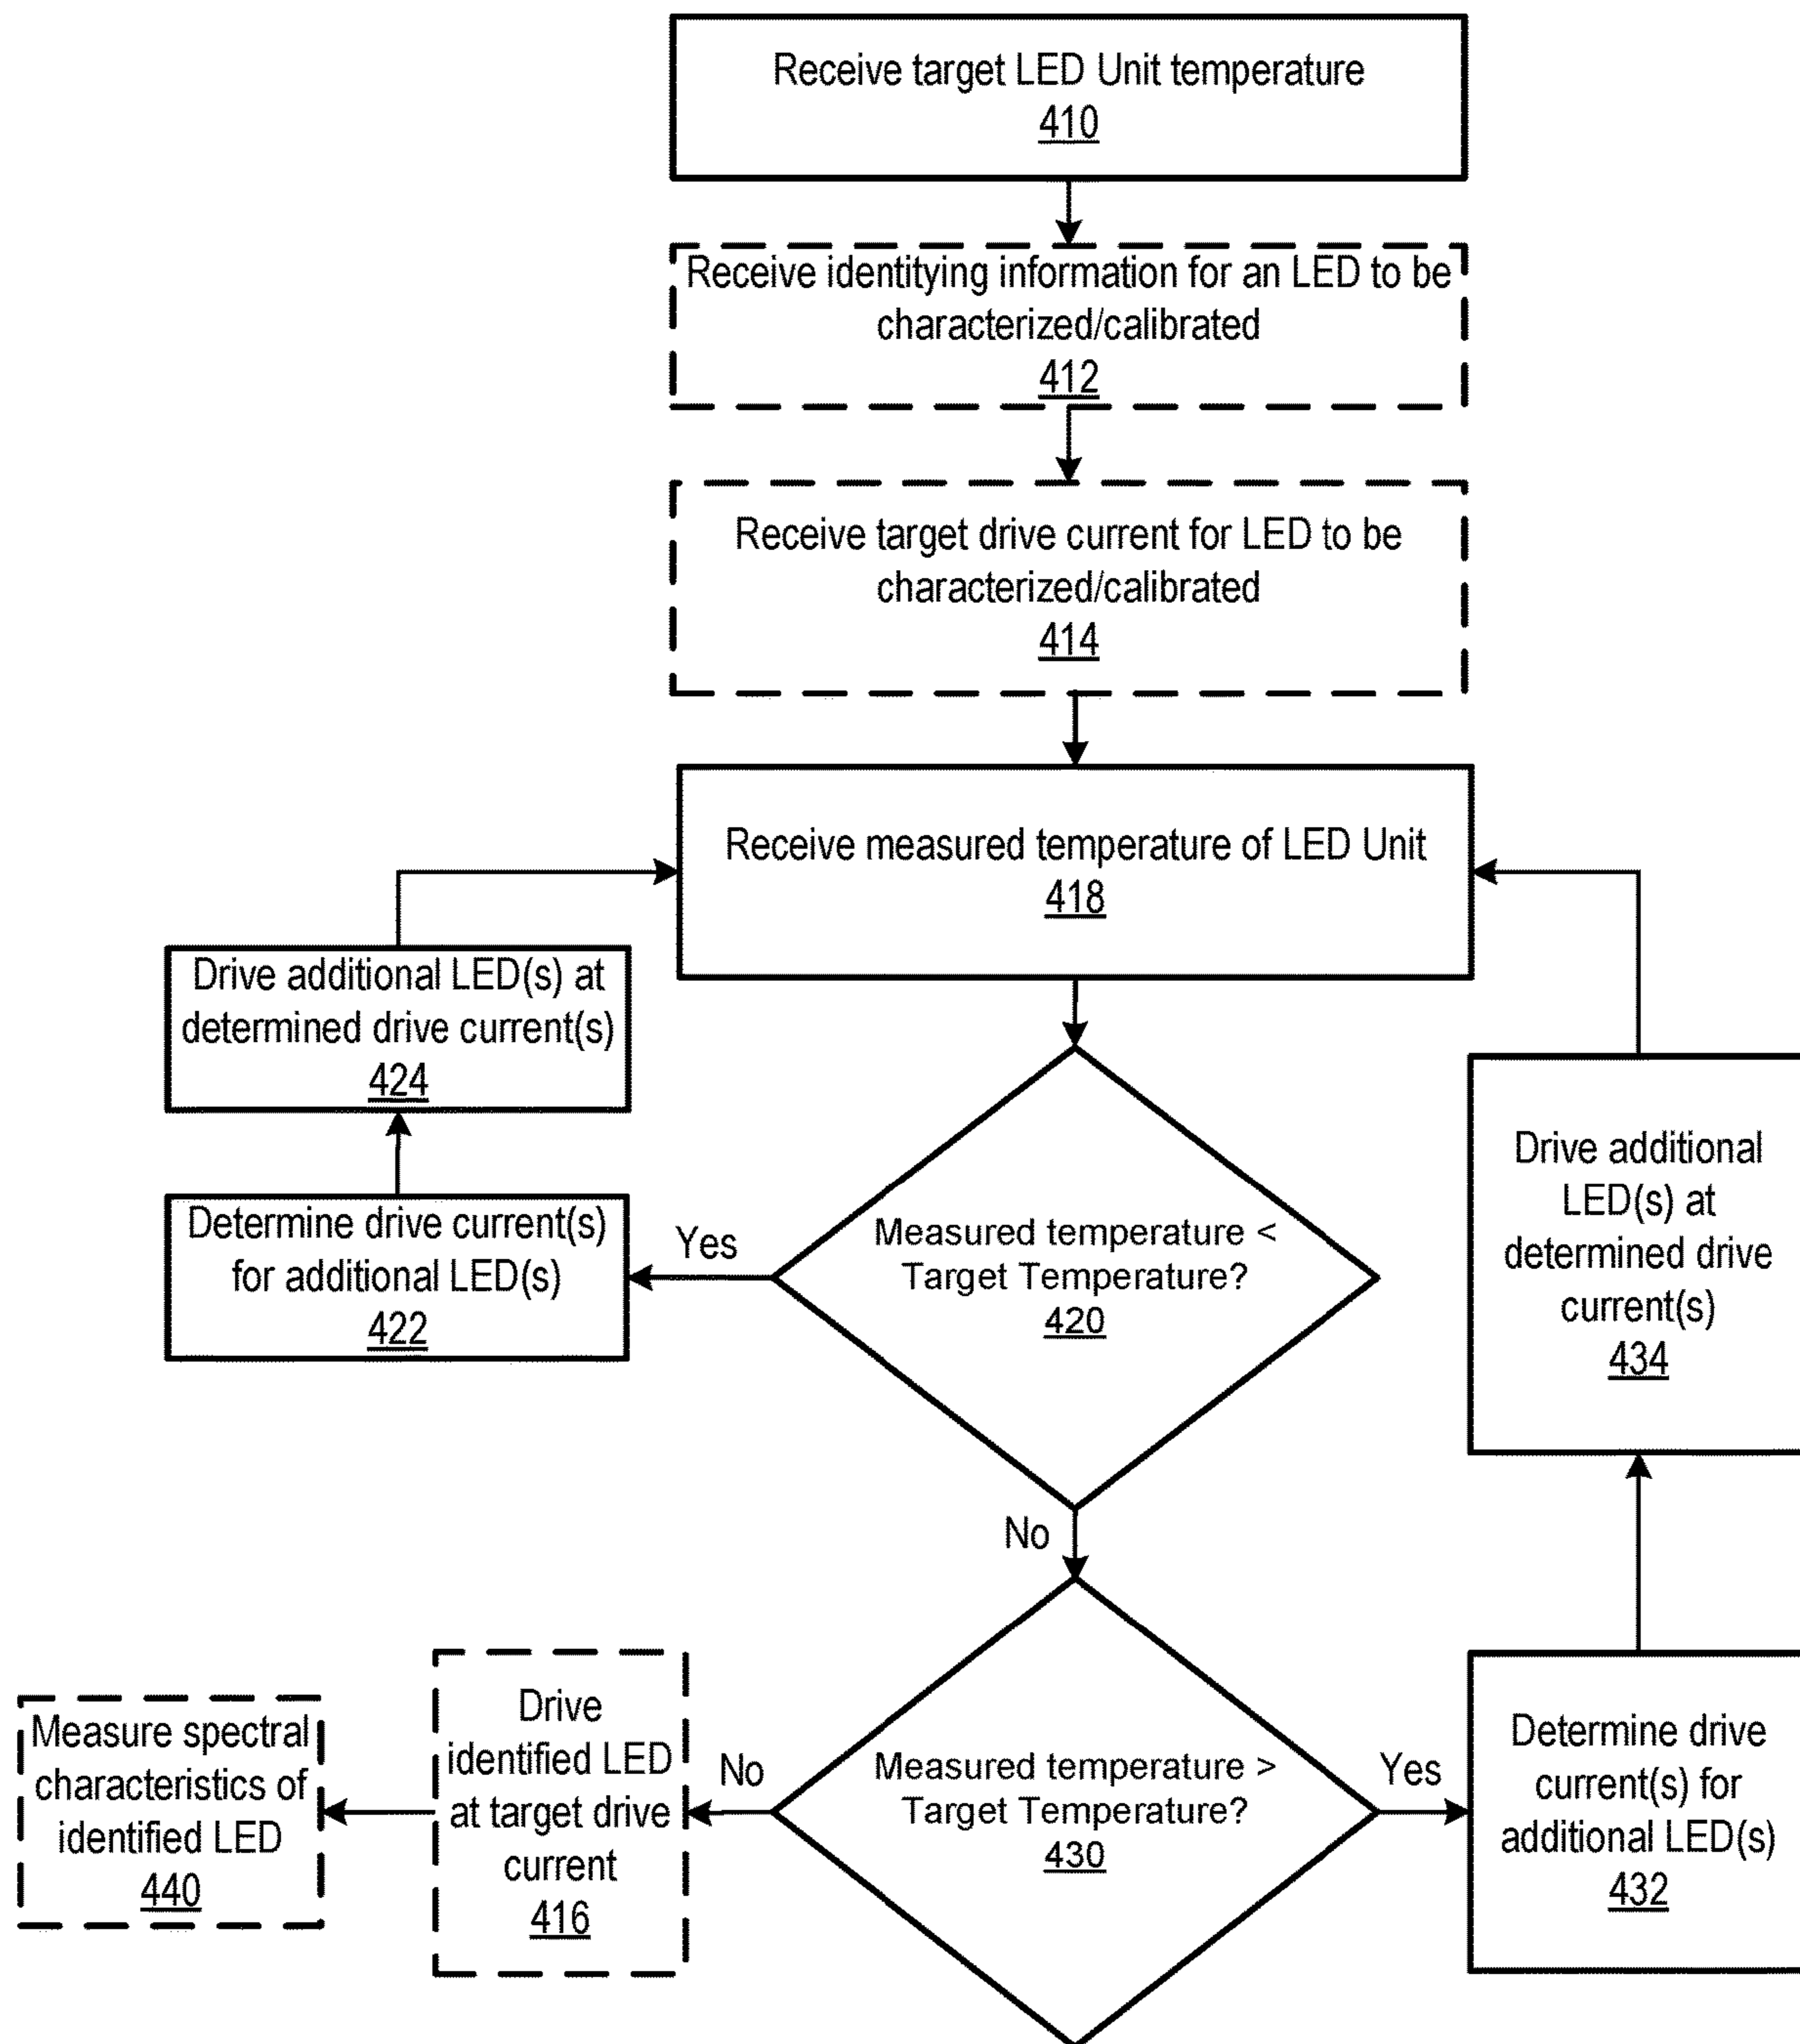 Receive target LED Unit temperature
410
Receive identitying information for an LED to be
characterized/calibrated
412
Receive target drive current for LED to be
characterized/calibrated
414
Receive measured temperature of LED Unit
418
Drive additional LED(s) at
determined drive current(s)
424
Determine drive current(s)
for additional LED(s)
422
Yes
Measured temperature <
Target Temperature?
420
Drive additional
LED(s) at
determined drive
current(s)
434
No
Measured temperature >
Target Temperature?
430
No
Yes
Drive
identified LED
at target drive
current
416
Measure spectral
characteristics of
identified LED
440
Determine drive
current(s) for
additional LED(s)
432